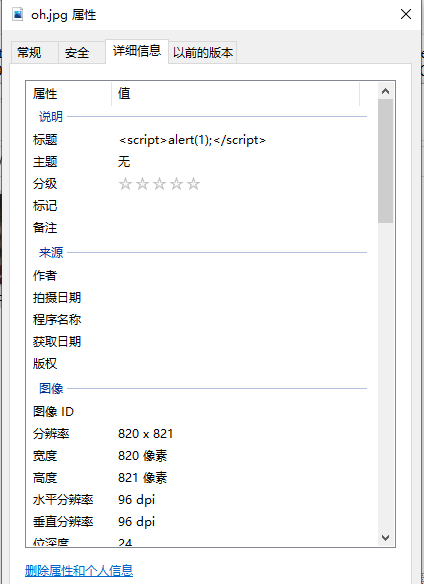 oh.jpg 属性
常规 安全 详细信息 以前的版本
属性 值
说明
标题 <script>alert(1);</script>
主题 无
分级
标记
备注
来源
作者
拍摄日期
程序名称
获取日期
版权
图像
图像 ID
分辨率 820 x 821
宽度 820 像素
高度 821 像素
水平分辨率 96 dpi
垂直分辨率 96 dpi
位深度 24
删除属性和个人信息